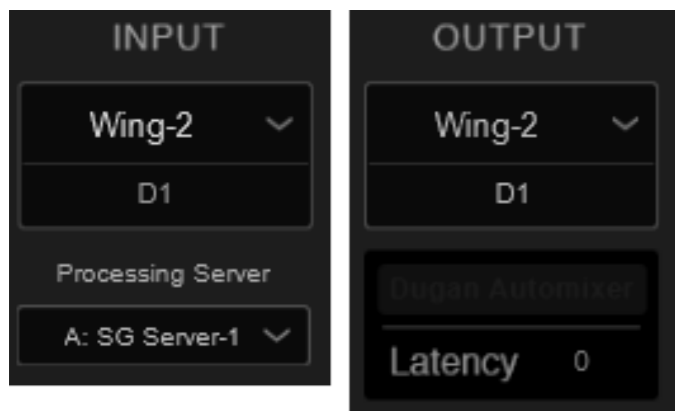 INPUT
Wing-2
D1
Processing Server
A: SG Server-1
OUTPUT
Wing-2
D1
Dugan Automixer
Latency 0